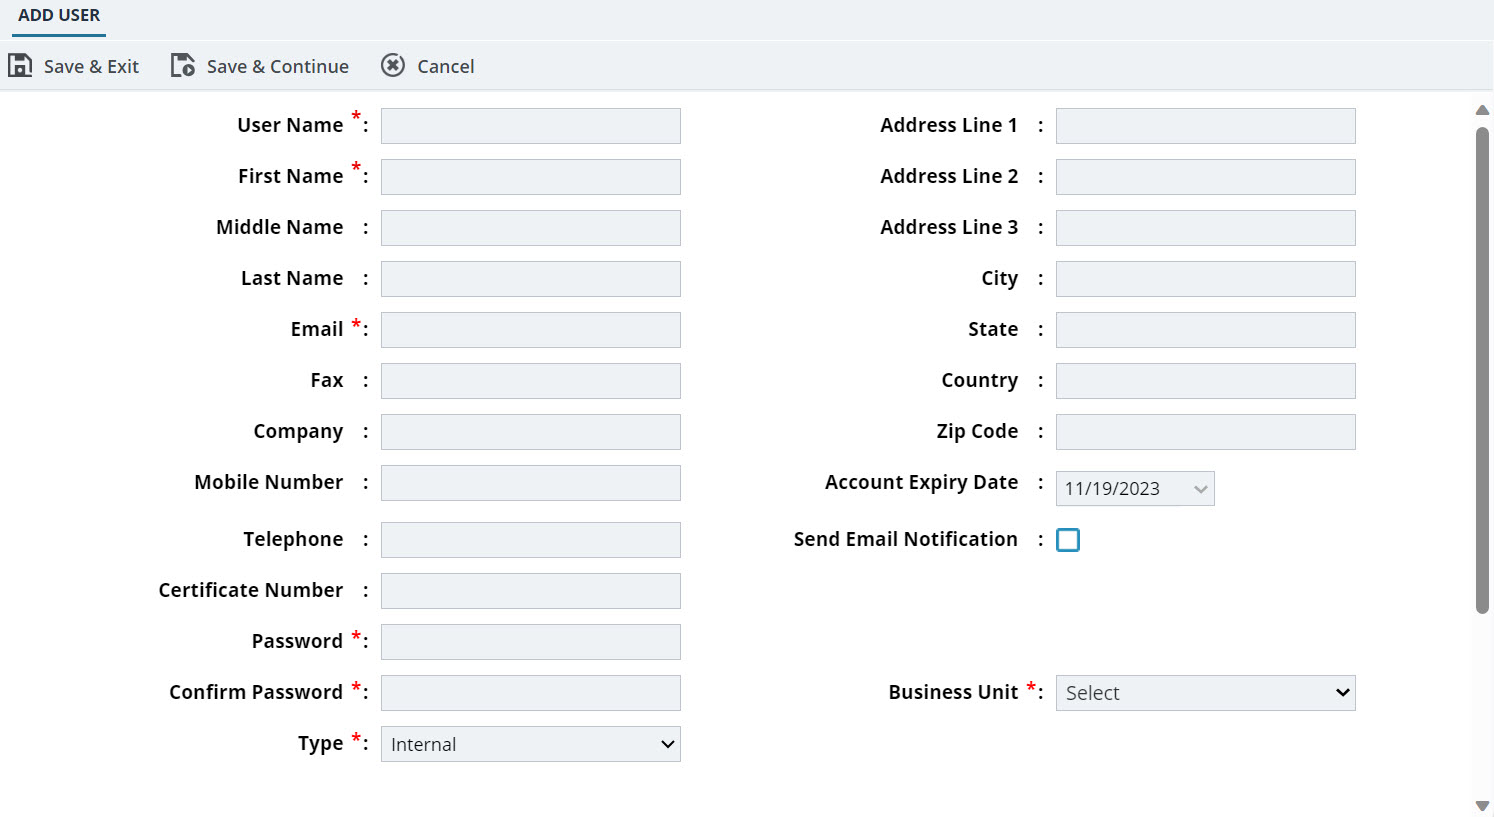 ADD USER
Save & Exit Save & Continue Cancel
User Name * : Address Line 1 :
First Name * : Address Line 2 :
Middle Name : Address Line 3 :
Last Name : City :
Email * : State :
Fax : Country :
Company : Zip Code :
Mobile Number : Account Expiry Date : 11/19/2023
Telephone : Send Email Notification :
Certificate Number :
Password * :
Confirm Password * : Business Unit * : Select
Type * : Internal